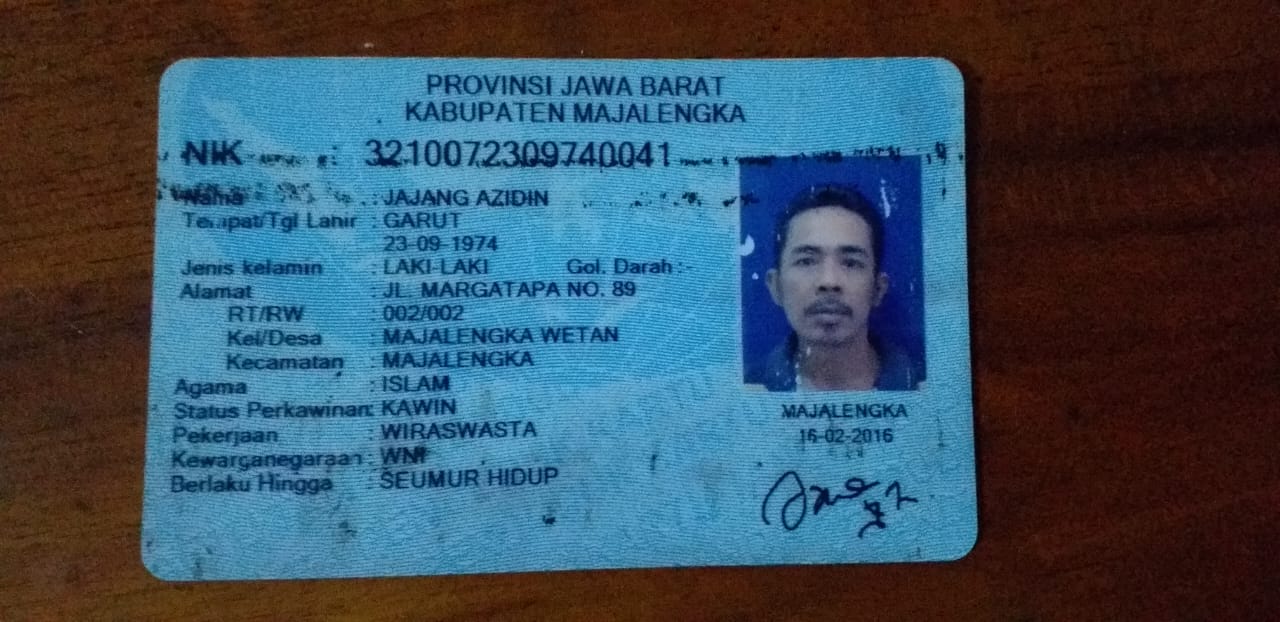 PROVINSI JAWA BARAT
KABUPATEN MAJALENGKA
NIK : 3210072309740041
Nama : JAJANG AZIDIN
Tempat/Tgl Lahir : GARUT
23-09-1974
Jenis kelamin : LAKI-LAKI Gol. Darah :-
Alamat : JL. MARGATAPA NO. 89
RT/RW : 002/002
Kel/Desa : MAJALENGKA WETAN
Kecamatan : MAJALENGKA
Agama : ISLAM
Status Perkawinan: KAWIN
Pekerjaan : WIRASWASTA
Kewarganegaraan : WNI
Berlaku Hingga : SEUMUR HIDUP
MAJALENGKA
16-02-2016